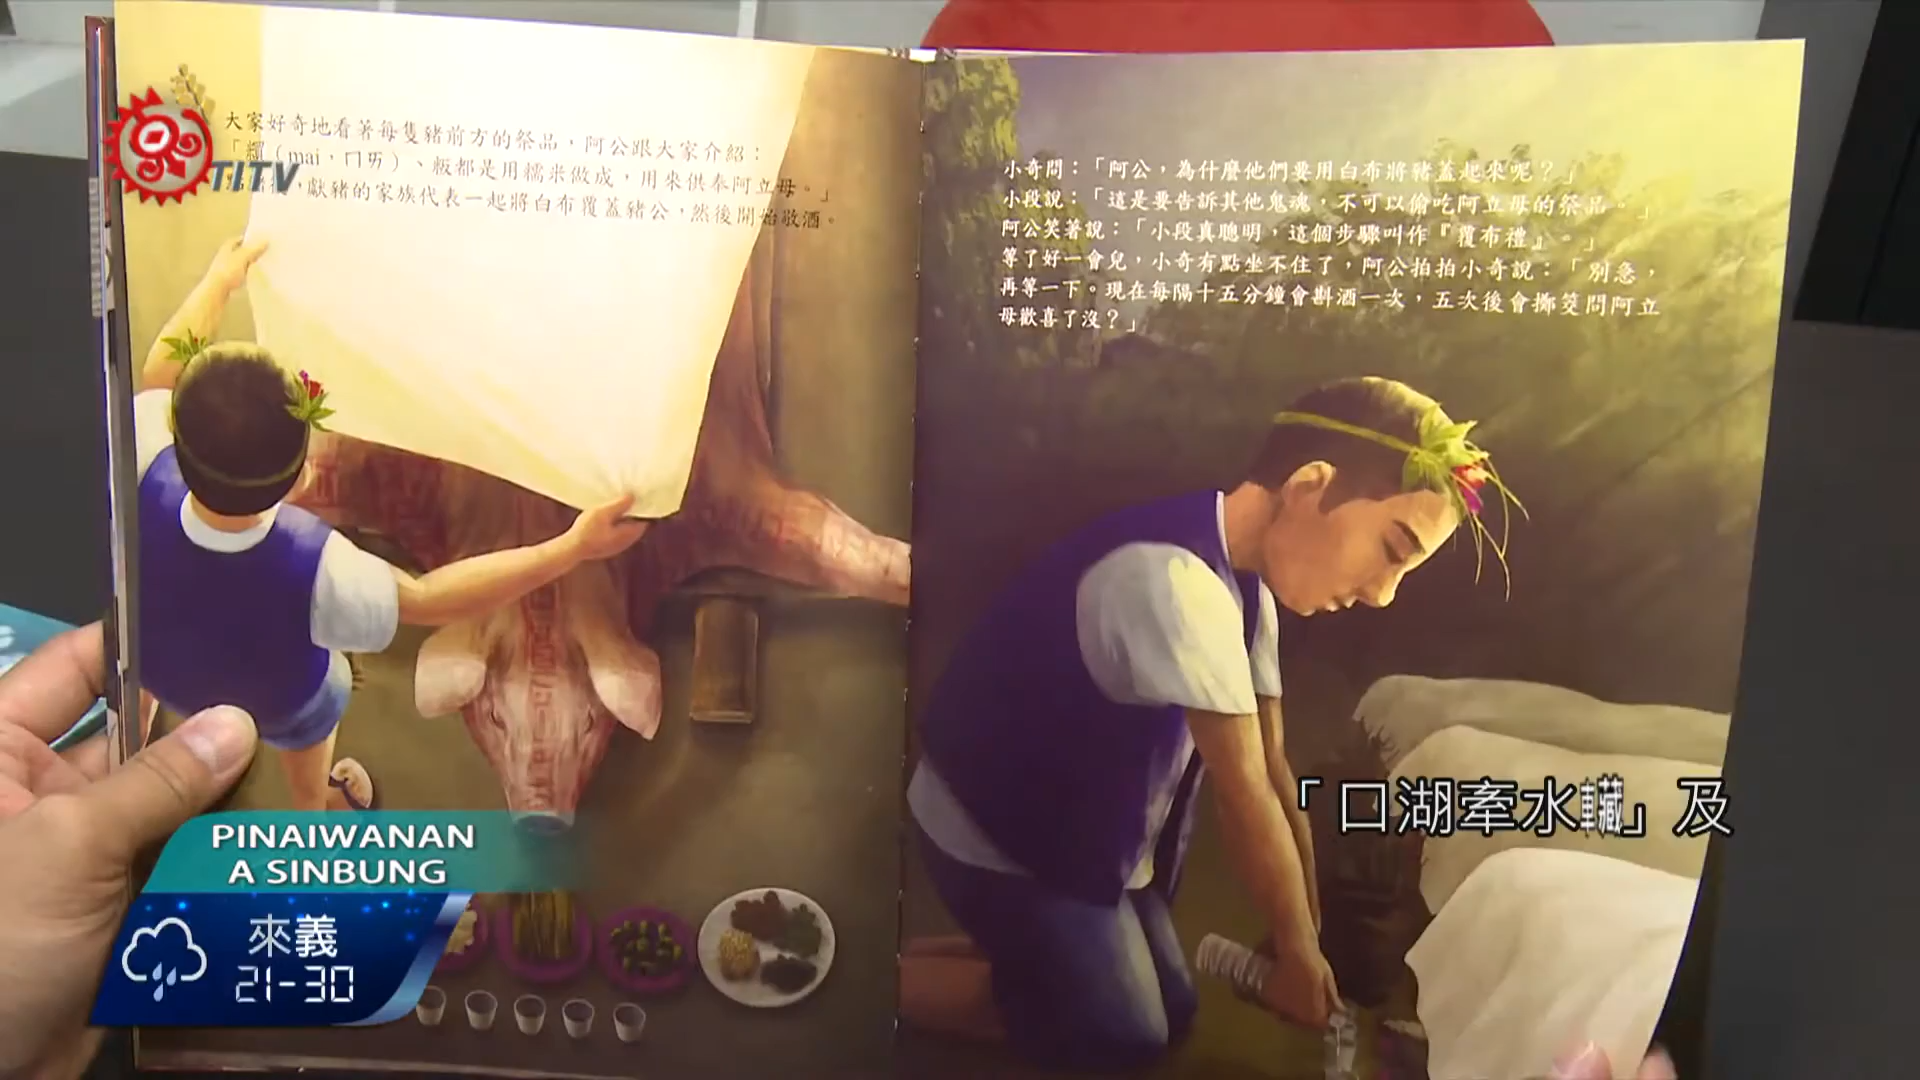 大家好奇地看著每隻豬前方的祭品，阿公跟大家介紹：
（mai，ㄇㄞ）、粄都是用糯米做成，用來供奉阿立母。」
，獻豬的家族代表一起將白布覆蓋豬公，然後開始敬酒。
TITV
小奇問：「阿公，為什麼他們要用白布將豬蓋起來呢？」
小段說：「這是要告訴其他鬼魂，不可以偷吃阿立母的祭品。」
阿公笑著說：「小段真聰明，這個步驟叫作『覆布禮』。」
等了好一會兒，小奇有點坐不住了，阿公拍拍小奇說：「別急，
再等一下。現在每隔十五分鐘會斟酒一次，五次後會擲筊問阿立
母歡喜了沒？」
「口湖牽水車藏」及
PINAIWANAN
A SINBUNG
來義
21-30